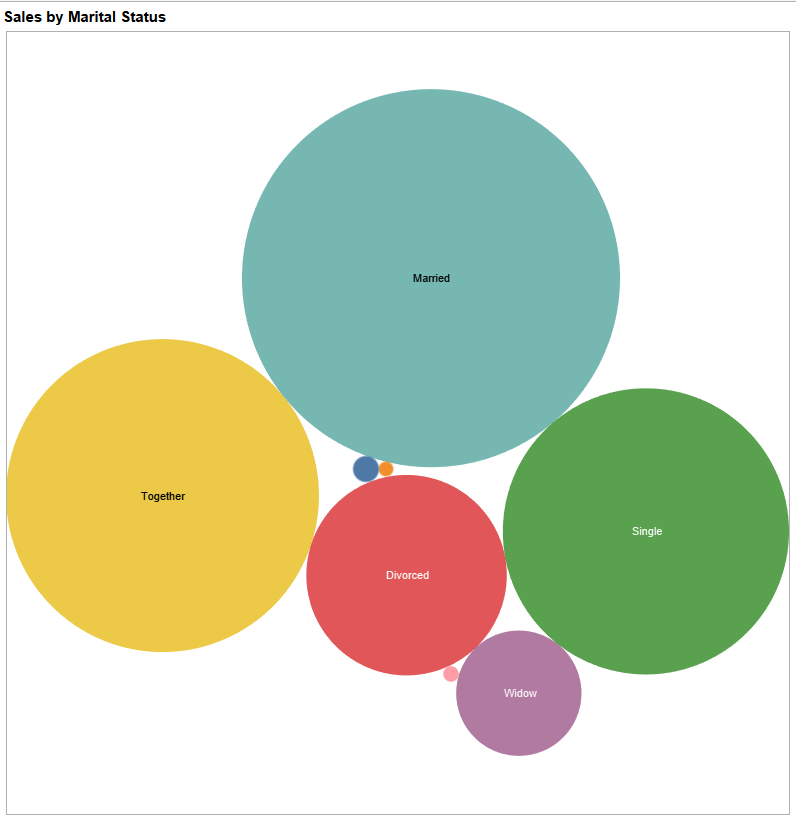 Sales by Marital Status
Married
Together
Single
Divorced
Widow